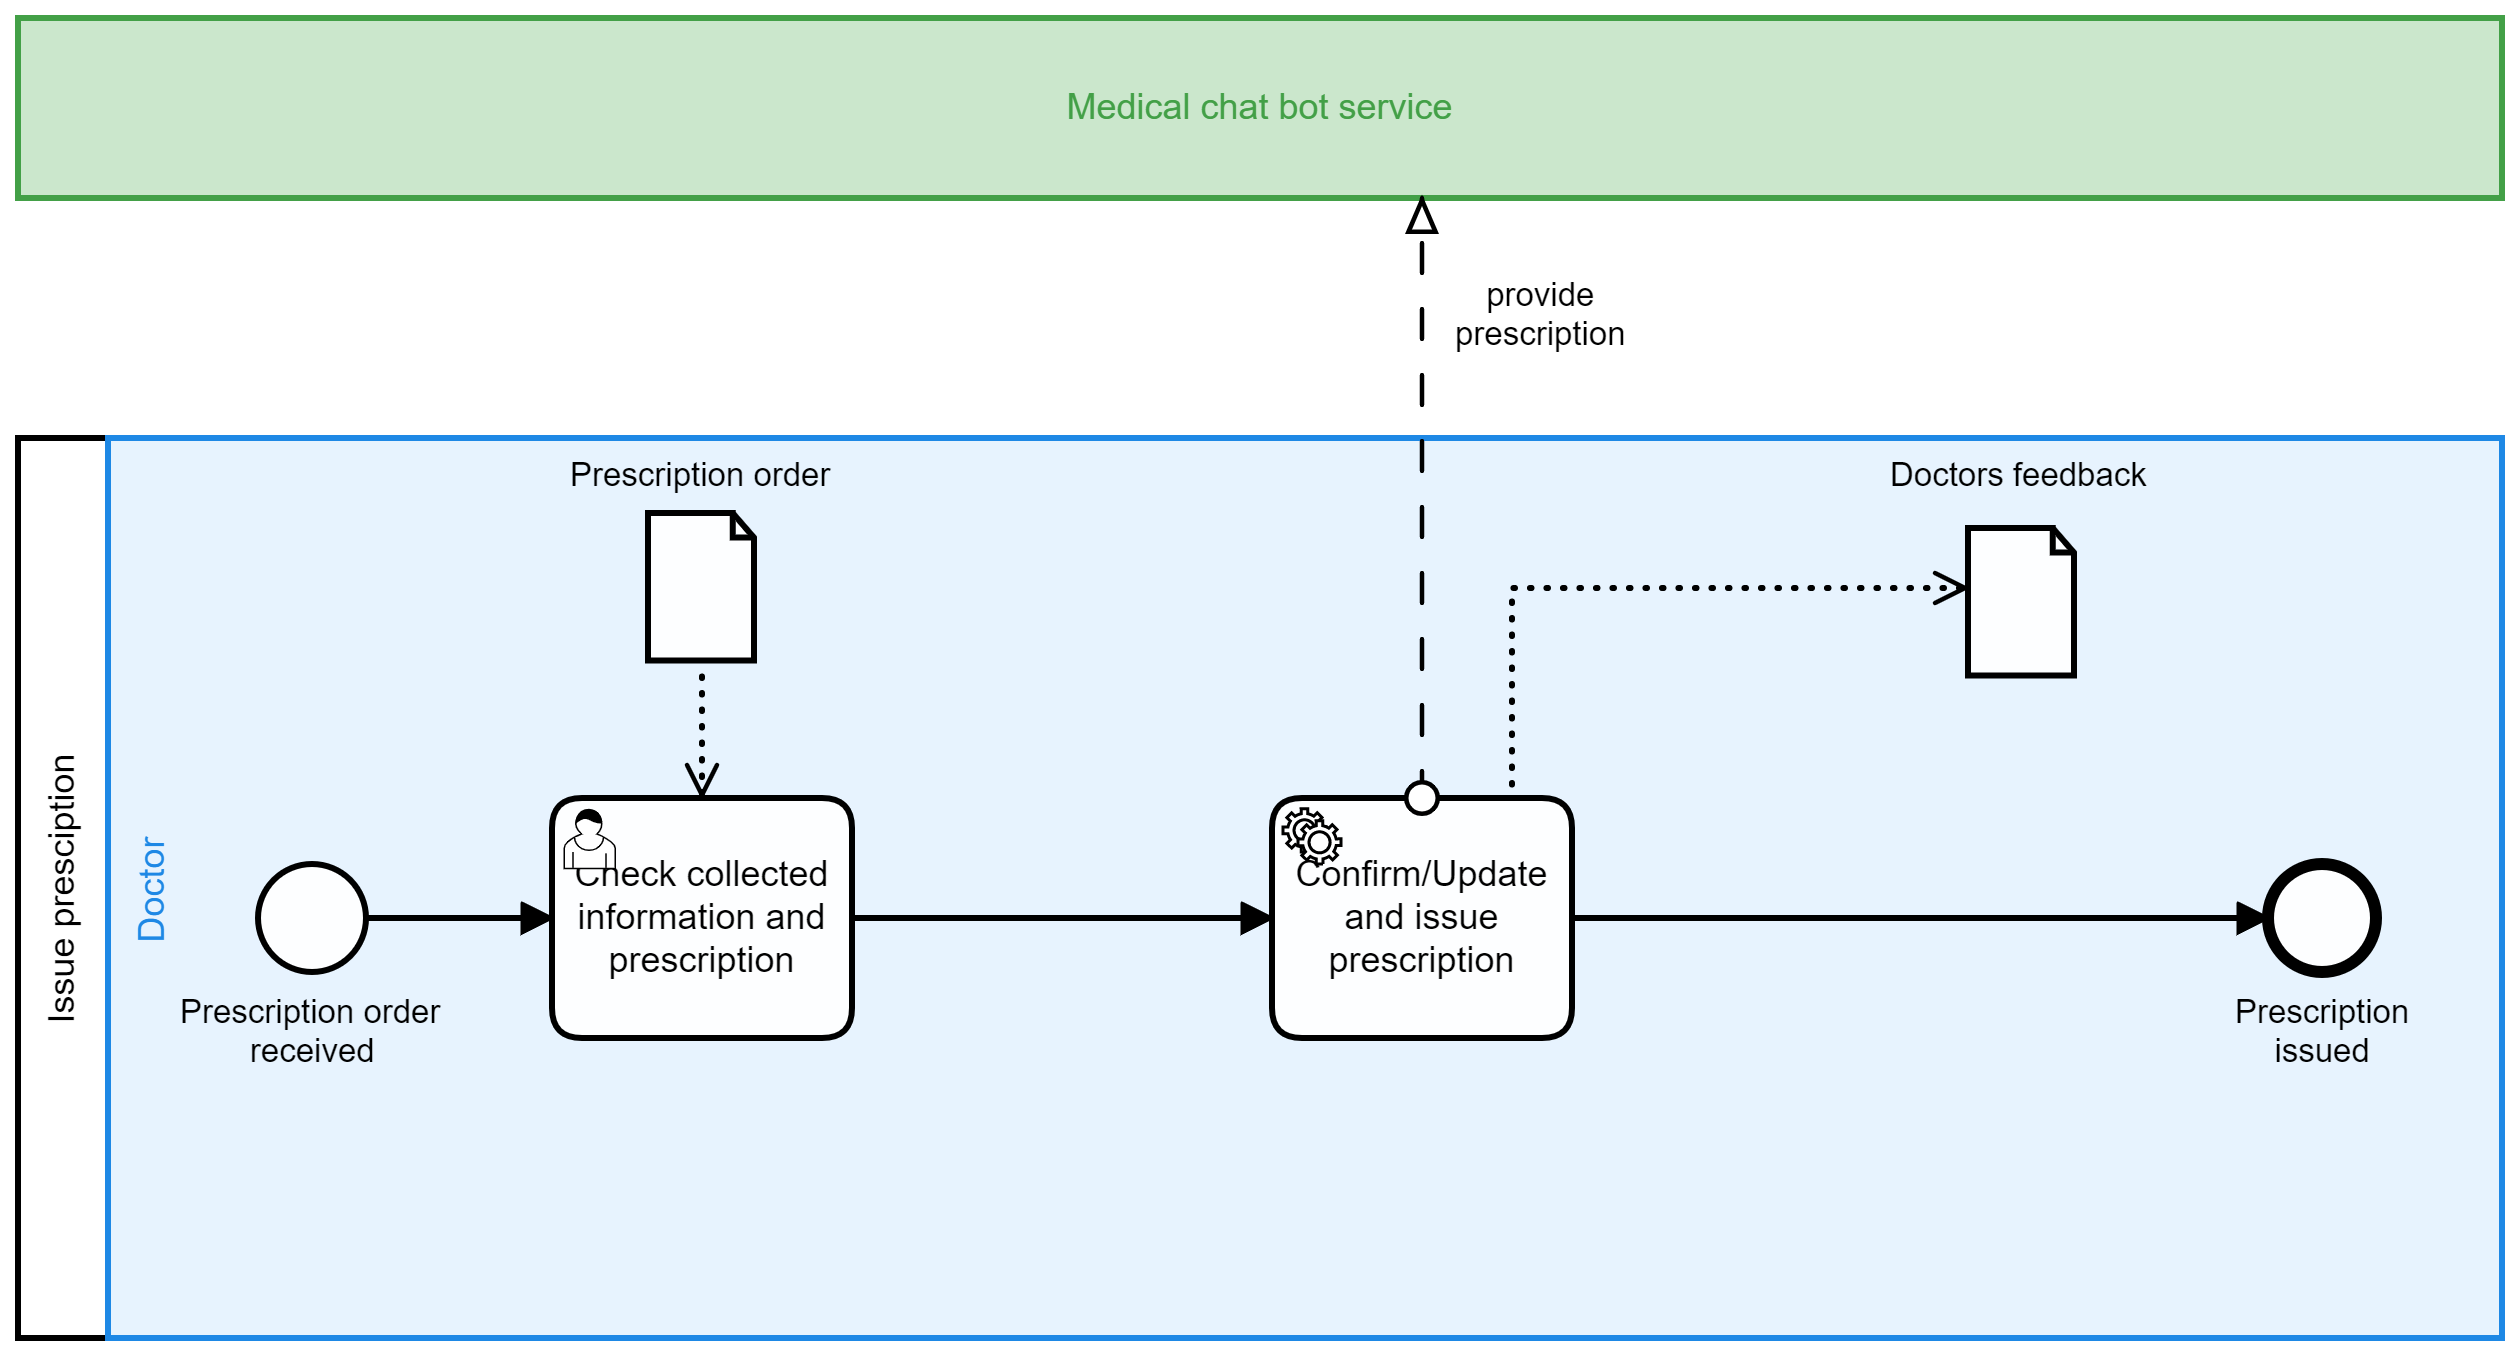 Medical chat bot service
provide
prescription
Issue presciption
Doctor
Prescription order
Doctors feedback
Prescription order
received
Check collected
information and
prescription
Confirm/Update
and issue
prescription
Prescription
issued